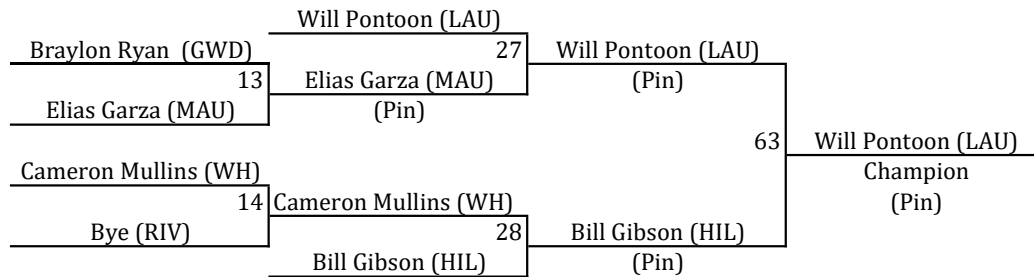 Will Pontoon (LAU)
Braylon Ryan (GWD)
27
Will Pontoon (LAU)
13
Elias Garza (MAU)
(Pin)
Elias Garza (MAU)
(Pin)
63
Will Pontoon (LAU)
Cameron Mullins (WH)
Champion
14
Cameron Mullins (WH)
(Pin)
Bye (RIV)
28
Bill Gibson (HIL)
Bill Gibson (HIL)
(Pin)